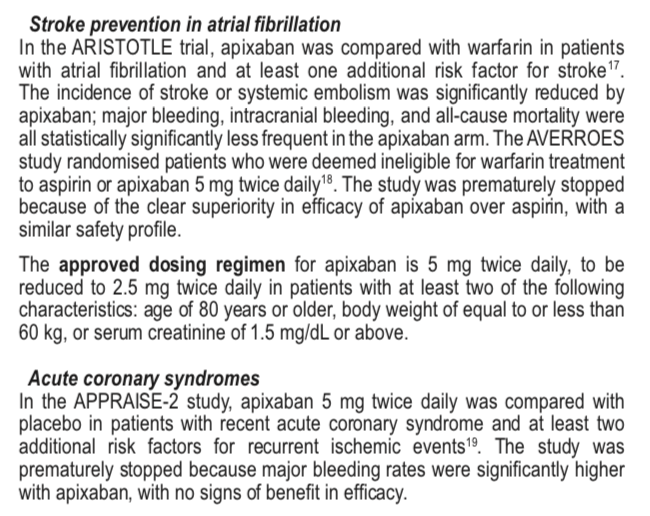 Stroke prevention in atrial fibrillation
In the ARISTOTLE trial, apixaban was compared with warfarin in patients
with atrial fibrillation and at least one additional risk factor for stroke17.
The incidence of stroke or systemic embolism was significantly reduced by
apixaban; major bleeding, intracranial bleeding, and all-cause mortality were
all statistically significantly less frequent in the apixaban arm. The AVERROES
study randomised patients who were deemed ineligible for warfarin treatment
to aspirin or apixaban 5 mg twice daily18. The study was prematurely stopped
because of the clear superiority in efficacy of apixaban over aspirin, with a
similar safety profile.
The approved dosing regimen for apixaban is 5 mg twice daily, to be
reduced to 2.5 mg twice daily in patients with at least two of the following
characteristics: age of 80 years or older, body weight of equal to or less than
60 kg, or serum creatinine of 1.5 mg/dL or above.
Acute coronary syndromes
In the APPRAISE-2 study, apixaban 5 mg twice daily was compared with
placebo in patients with recent acute coronary syndrome and at least two
additional risk factors for recurrent ischemic events19. The study was
prematurely stopped because major bleeding rates were significantly higher
with apixaban, with no signs of benefit in efficacy.